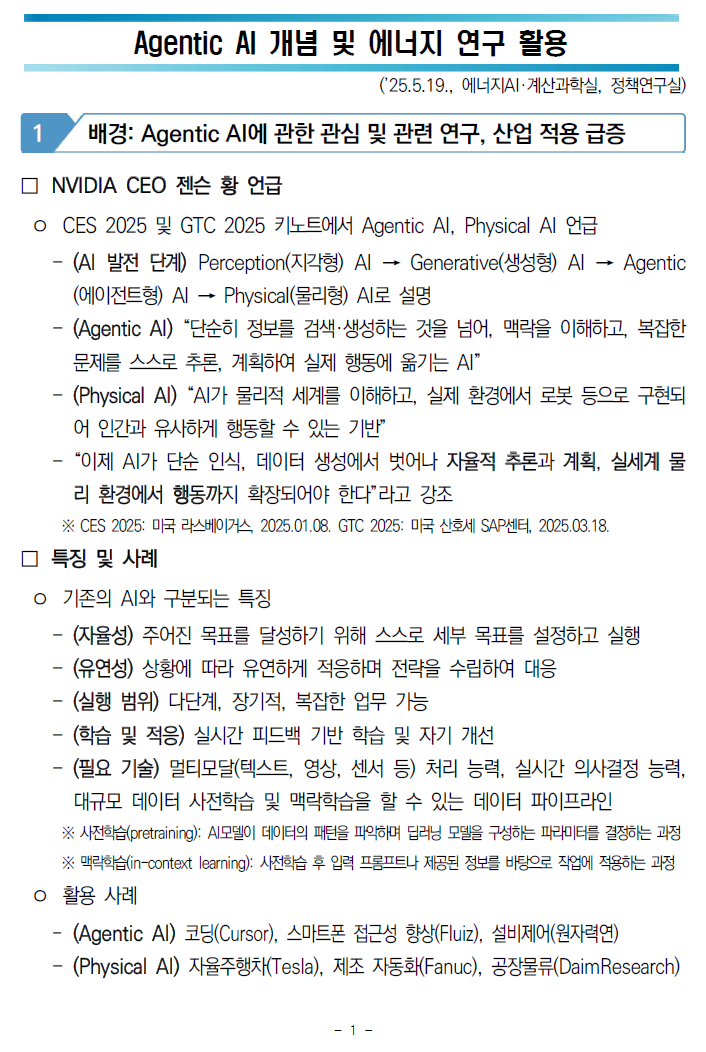 Agentic AI 개념 및 에너지 연구 활용
('25.5.19., 에너지AI·계산과학실, 정책연구실)
1 배경: Agentic AI에 관한 관심 및 관련 연구, 산업 적용 급증
□ NVIDIA CEO 젠슨 황 언급
ㅇ CES 2025 및 GTC 2025 키노트에서 Agentic AI, Physical AI 언급
- (AI 발전 단계) Perception(지각형) AI → Generative(생성형) AI → Agentic
(에이전트형) AI → Physical(물리형) AI로 설명
- (Agentic AI) “단순히 정보를 검색·생성하는 것을 넘어, 맥락을 이해하고, 복잡한
문제를 스스로 추론, 계획하여 실제 행동에 옮기는 AI”
- (Physical AI) “AI가 물리적 세계를 이해하고, 실제 환경에서 로봇 등으로 구현되
어 인간과 유사하게 행동할 수 있는 기반”
- “이제 AI가 단순 인식, 데이터 생성에서 벗어나 자율적 추론과 계획, 실세계 물
리 환경에서 행동까지 확장되어야 한다”라고 강조
※ CES 2025: 미국 라스베이거스, 2025.01.08. GTC 2025: 미국 산호세 SAP센터, 2025.03.18.
□ 특징 및 사례
ㅇ 기존의 AI와 구분되는 특징
- (자율성) 주어진 목표를 달성하기 위해 스스로 세부 목표를 설정하고 실행
- (유연성) 상황에 따라 유연하게 적응하며 전략을 수립하여 대응
- (실행 범위) 다단계, 장기적, 복잡한 업무 가능
- (학습 및 적응) 실시간 피드백 기반 학습 및 자기 개선
- (필요 기술) 멀티모달(텍스트, 영상, 센서 등) 처리 능력, 실시간 의사결정 능력,
대규모 데이터 사전학습 및 맥락학습을 할 수 있는 데이터 파이프라인
※ 사전학습(pretraining): AI모델이 데이터의 패턴을 파악하며 딥러닝 모델을 구성하는 파라미터를 결정하는 과정
※ 맥락학습(in-context learning): 사전학습 후 입력 프롬프트나 제공된 정보를 바탕으로 작업에 적용하는 과정
ㅇ 활용 사례
- (Agentic AI) 코딩(Cursor), 스마트폰 접근성 향상(Fluiz), 설비제어(원자력연)
- (Physical AI) 자율주행차(Tesla), 제조 자동화(Fanuc), 공장물류(DaimResearch)
- 1 -